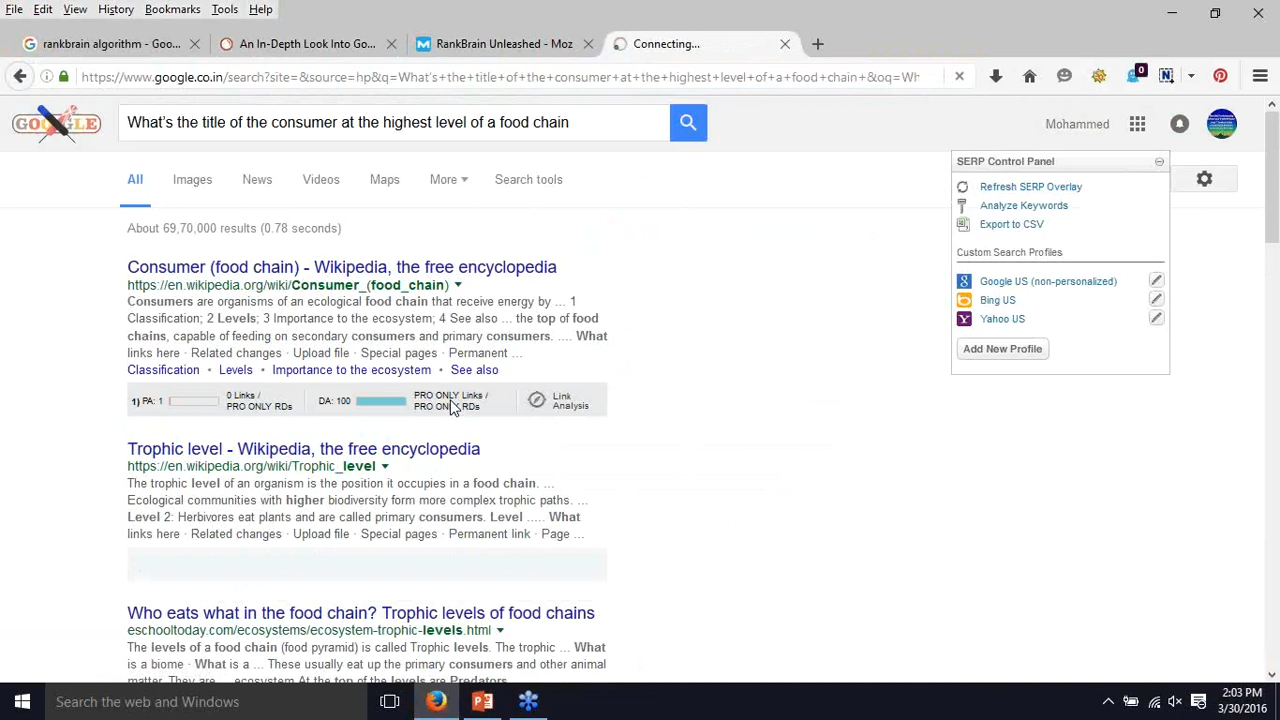 File Edit View History Bookmarks Tools Help
rankbrain algorithm - Goo... × An In-Depth Look Into Go... × RankBrain Unleashed - Moz × Connecting... × +
https://www.google.co.in/search?site=&source=hp&q=What's+the+title+of+the+consumer+at+the+highest+level+of+a+food+chain+&oq=Wh
0
GOOGLE
What's the title of the consumer at the highest level of a food chain
Mohammed
SERP Control Panel
All Images News Videos Maps More Search tools
Refresh SERP Overlay
Analyze Keywords
Export to CSV
About 69,70,000 results (0.78 seconds)
Custom Search Profiles
Google US (non-personalized)
Bing US
Yahoo US
Add New Profile
Consumer (food chain) - Wikipedia, the free encyclopedia
https://en.wikipedia.org/wiki/Consumer_(food_chain)
Consumers are organisms of an ecological food chain that receive energy by ... 1
Classification; 2 Levels; 3 Importance to the ecosystem; 4 See also ... the top of food
chains, capable of feeding on secondary consumers and primary consumers. .... What
links here · Related changes · Upload file · Special pages · Permanent ...
Classification · Levels · Importance to the ecosystem · See also
1) PA: 1 0 Links / DA: 100 PRO ONLY Links / Link
PRO ONLY RDs PRO ONLY RDs Analysis
Trophic level - Wikipedia, the free encyclopedia
https://en.wikipedia.org/wiki/Trophic_level
The trophic level of an organism is the position it occupies in a food chain. ...
Ecological communities with higher biodiversity form more complex trophic paths. ...
Level 2: Herbivores eat plants and are called primary consumers. Level ..... What
links here · Related changes · Upload file · Special pages · Permanent link · Page ...
Who eats what in the food chain? Trophic levels of food chains
eschooltoday.com/ecosystems/ecosystem-trophic-levels.html
The levels of a food chain (food pyramid) is called Trophic levels. The trophic ... What
is a biome · What is a ... These usually eat up the primary consumers and other animal
matter. They are ... ecosystem.At the top of the levels are Predators.
Search the web and Windows
2:03 PM
3/30/2016